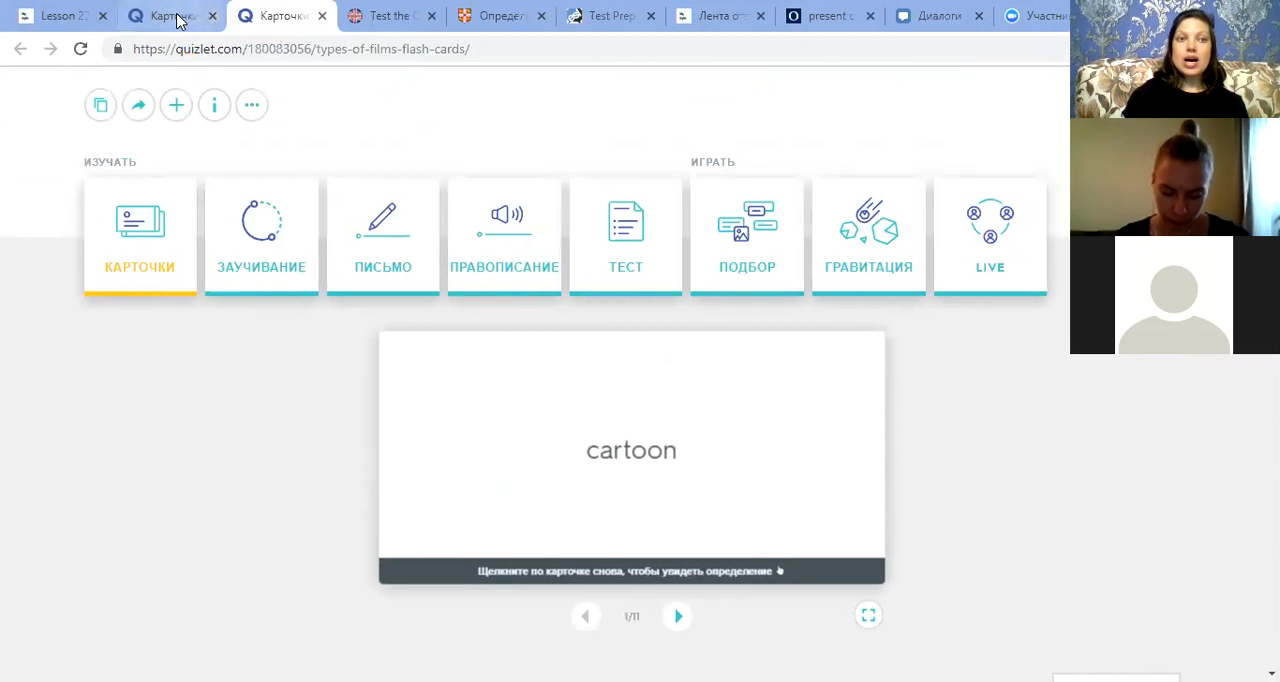 Lesson 2.
Карточки
Карточки
Test the
Определ
Test Prep
Лента
present c
Диалоги
Участни
https://quizlet.com/180083056/types-of-films-flash-cards/
ИЗУЧАТЬ
ИГРАТЬ
КАРТОЧКИ
ЗАУЧИВАНИЕ
ПИСЬМО
ПРАВОПИСАНИЕ
ТЕСТ
ПОДБОР
ГРАВИТАЦИЯ
LIVE
cartoon
Щелкните по карточке снова, чтобы увидеть определение
1/11